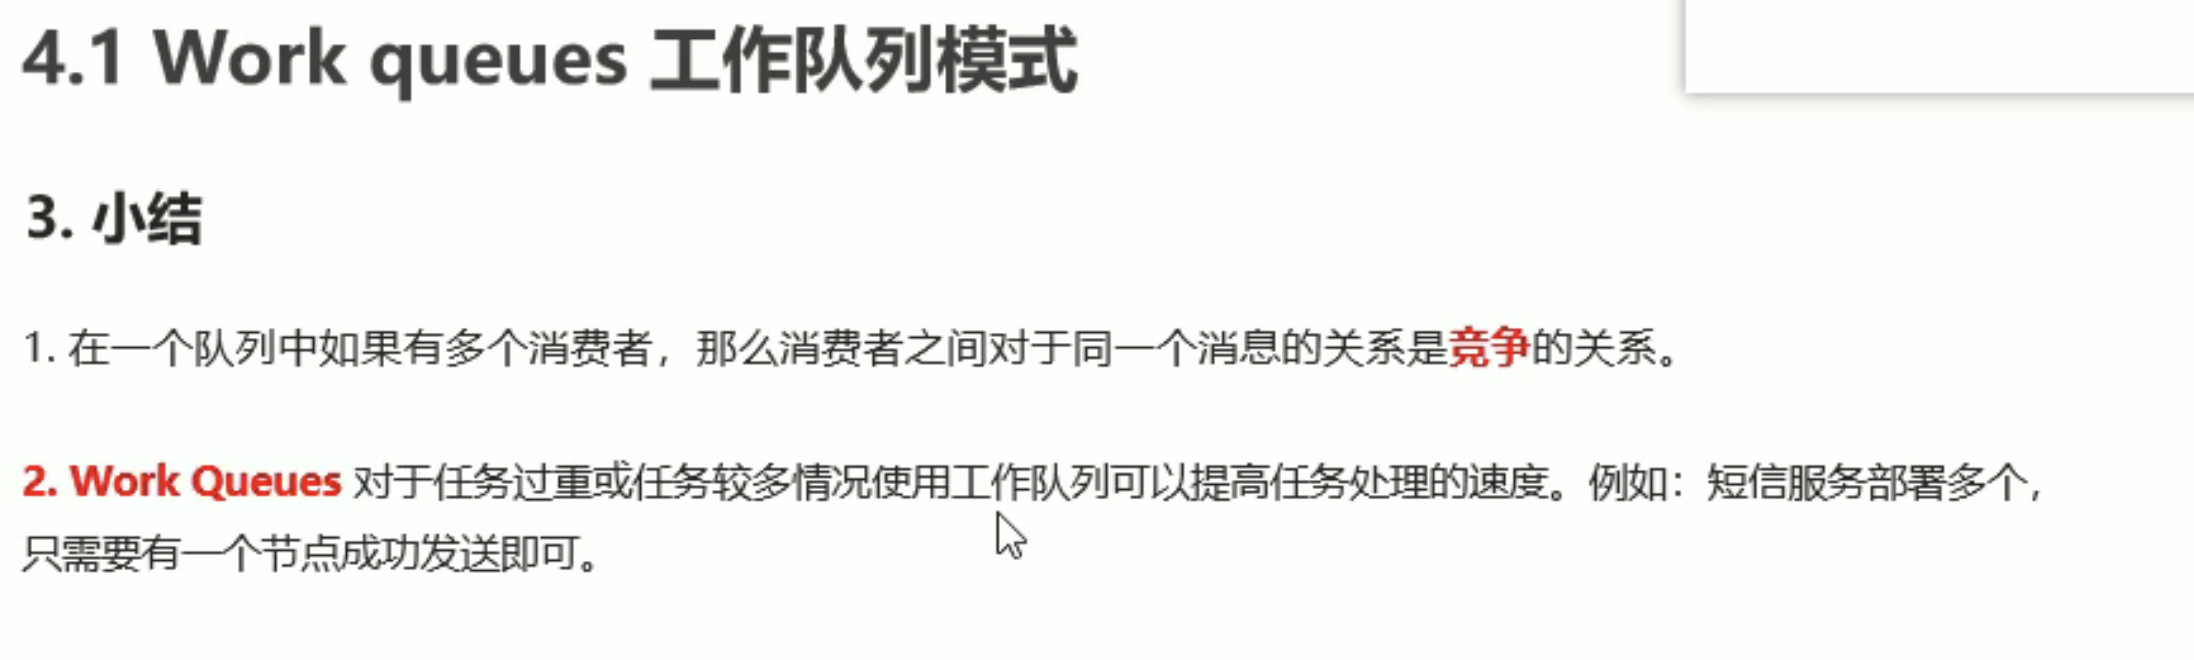 4.1 Work queues 工作队列模式
3. 小结
1. 在一个队列中如果有多个消费者，那么消费者之间对于同一个消息的关系是竞争的关系。
2. Work Queues 对于任务过重或任务较多情况使用工作队列可以提高任务处理的速度。例如：短信服务部署多个，
只需要有一个节点成功发送即可。